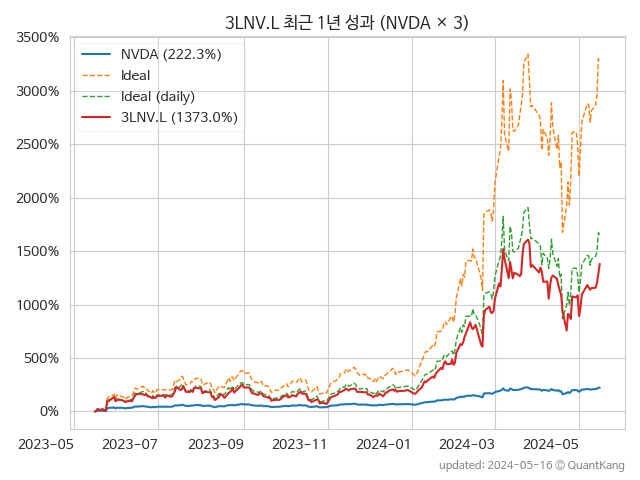 3LNV.L 최근 1년 성과 (NVDA × 3)
3500%
3000%
2500%
2000%
1500%
1000%
500%
0%
NVDA (222.3%)
Ideal
Ideal (daily)
3LNV.L (1373.0%)
2023-05 2023-07 2023-09 2023-11 2024-01 2024-03 2024-05
updated: 2024-05-16 ⓒ QuantKang